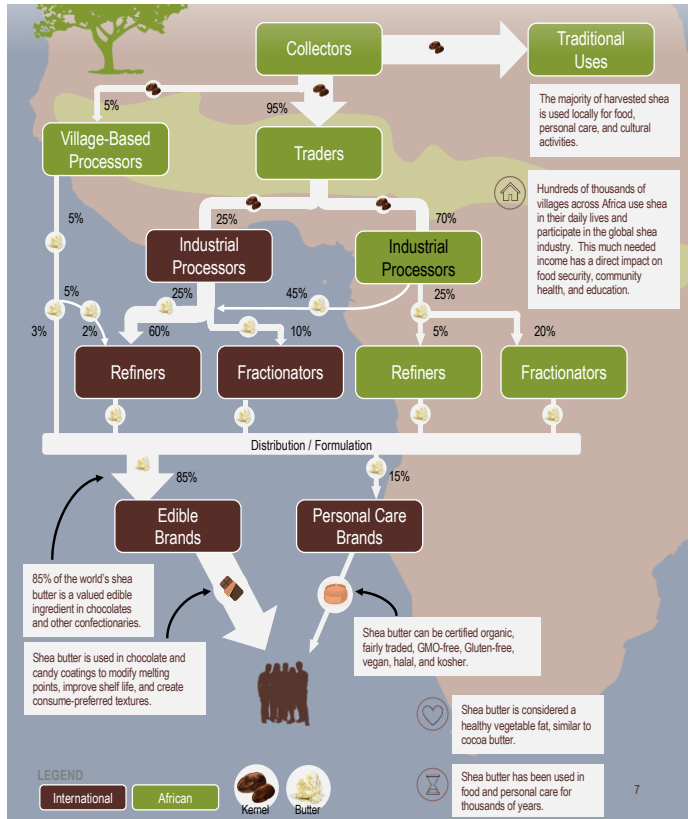 Collectors
Traditional
Uses
5%
95%
The majority of harvested shea
is used locally for food,
personal care, and cultural
activities.
Village-Based
Processors
Traders
Hundreds of thousands of
villages across Africa use shea
in their daily lives and
participate in the global shea
industry. This much needed
income has a direct impact on
food security, community
health, and education.
5%
25%
70%
Industrial
Processors
Industrial
Processors
5%
25%
45%
25%
3%
2%
60%
10%
5%
20%
Refiners
Fractionators
Refiners
Fractionators
Distribution / Formulation
85%
15%
Edible
Brands
Personal Care
Brands
85% of the world's shea
butter is a valued edible
ingredient in chocolates
and other confectionaries.
Shea butter can be certified organic,
fairly traded, GMO-free, Gluten-free,
vegan, halal, and kosher.
Shea butter is used in chocolate and
candy coatings to modify melting
points, improve shelf life, and create
consume-preferred textures.
Shea butter is considered a
healthy vegetable fat, similar to
cocoa butter.
Shea butter has been used in
food and personal care for
thousands of years.
LEGEND
International
African
Kernel
Butter
7